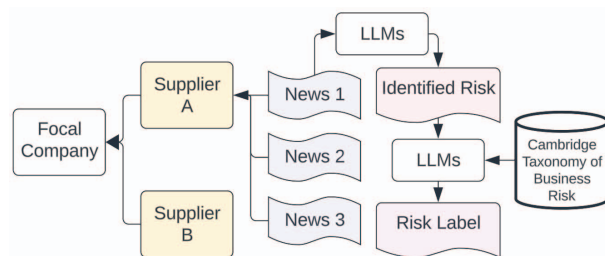 Focal
Company
Supplier
A
Supplier
B
News 1
News 2
News 3
LLMs
Identified Risk
LLMs
Risk Label
Cambridge
Taxonomy of
Business
Risk